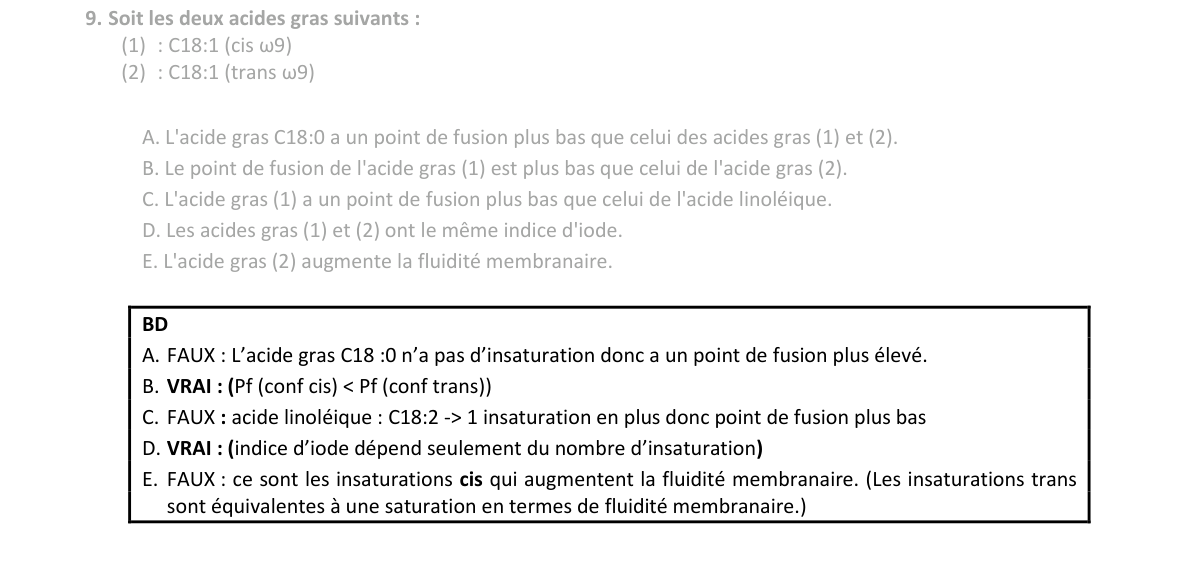 9. Soit les deux acides gras suivants :
(1) : C18:1 (cis ω9)
(2) : C18:1 (trans ω9)
A. L'acide gras C18:0 a un point de fusion plus bas que celui des acides gras (1) et (2).
B. Le point de fusion de l'acide gras (1) est plus bas que celui de l'acide gras (2).
C. L'acide gras (1) a un point de fusion plus bas que celui de l'acide linoléique.
D. Les acides gras (1) et (2) ont le même indice d'iode.
E. L'acide gras (2) augmente la fluidité membranaire.
BD
A. FAUX : L’acide gras C18 :0 n’a pas d’insaturation donc a un point de fusion plus élevé.
B. VRAI : (Pf (conf cis) < Pf (conf trans))
C. FAUX : acide linoléique : C18:2 -> 1 insaturation en plus donc point de fusion plus bas
D. VRAI : (indice d’iode dépend seulement du nombre d’insaturation)
E. FAUX : ce sont les insaturations cis qui augmentent la fluidité membranaire. (Les insaturations trans
sont équivalentes à une saturation en termes de fluidité membranaire.)